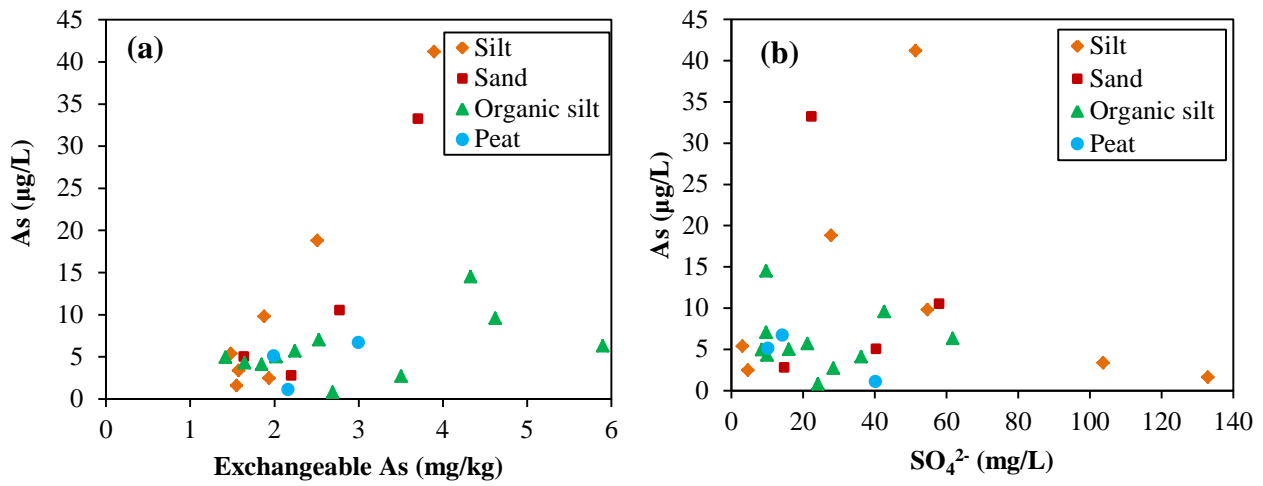 (a)
Silt
Sand
Organic silt
Peat
45
40
35
30
25
20
15
10
5
0
As (µg/L)
0 1 2 3 4 5 6
Exchangeable As (mg/kg)
(b)
Silt
Sand
Organic silt
Peat
45
40
35
30
25
20
15
10
5
0
As (µg/L)
0 20 40 60 80 100 120 140
SO₄²⁻ (mg/L)